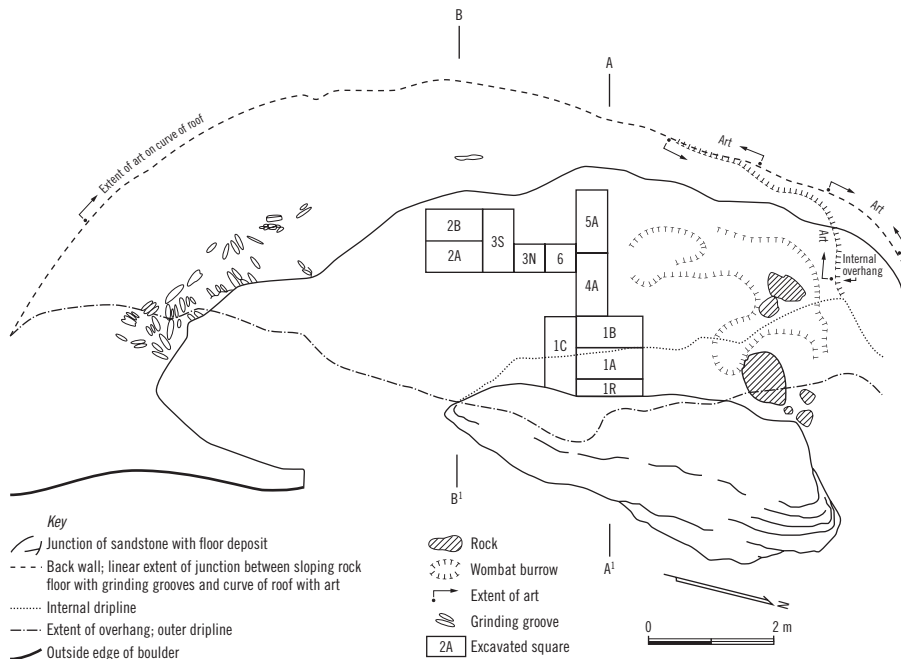 B
A
Extent of art on curve of roof
Art
Art
Art
Internal
overhang
2B
2A
3S
3N
6
5A
4A
1C
1B
1A
1R
B¹
A¹
N
Key
Junction of sandstone with floor deposit
Back wall; linear extent of junction between sloping rock
floor with grinding grooves and curve of roof with art
Internal dripline
Extent of overhang; outer dripline
Outside edge of boulder
Rock
Wombat burrow
Extent of art
Grinding groove
2A Excavated square
0 2 m